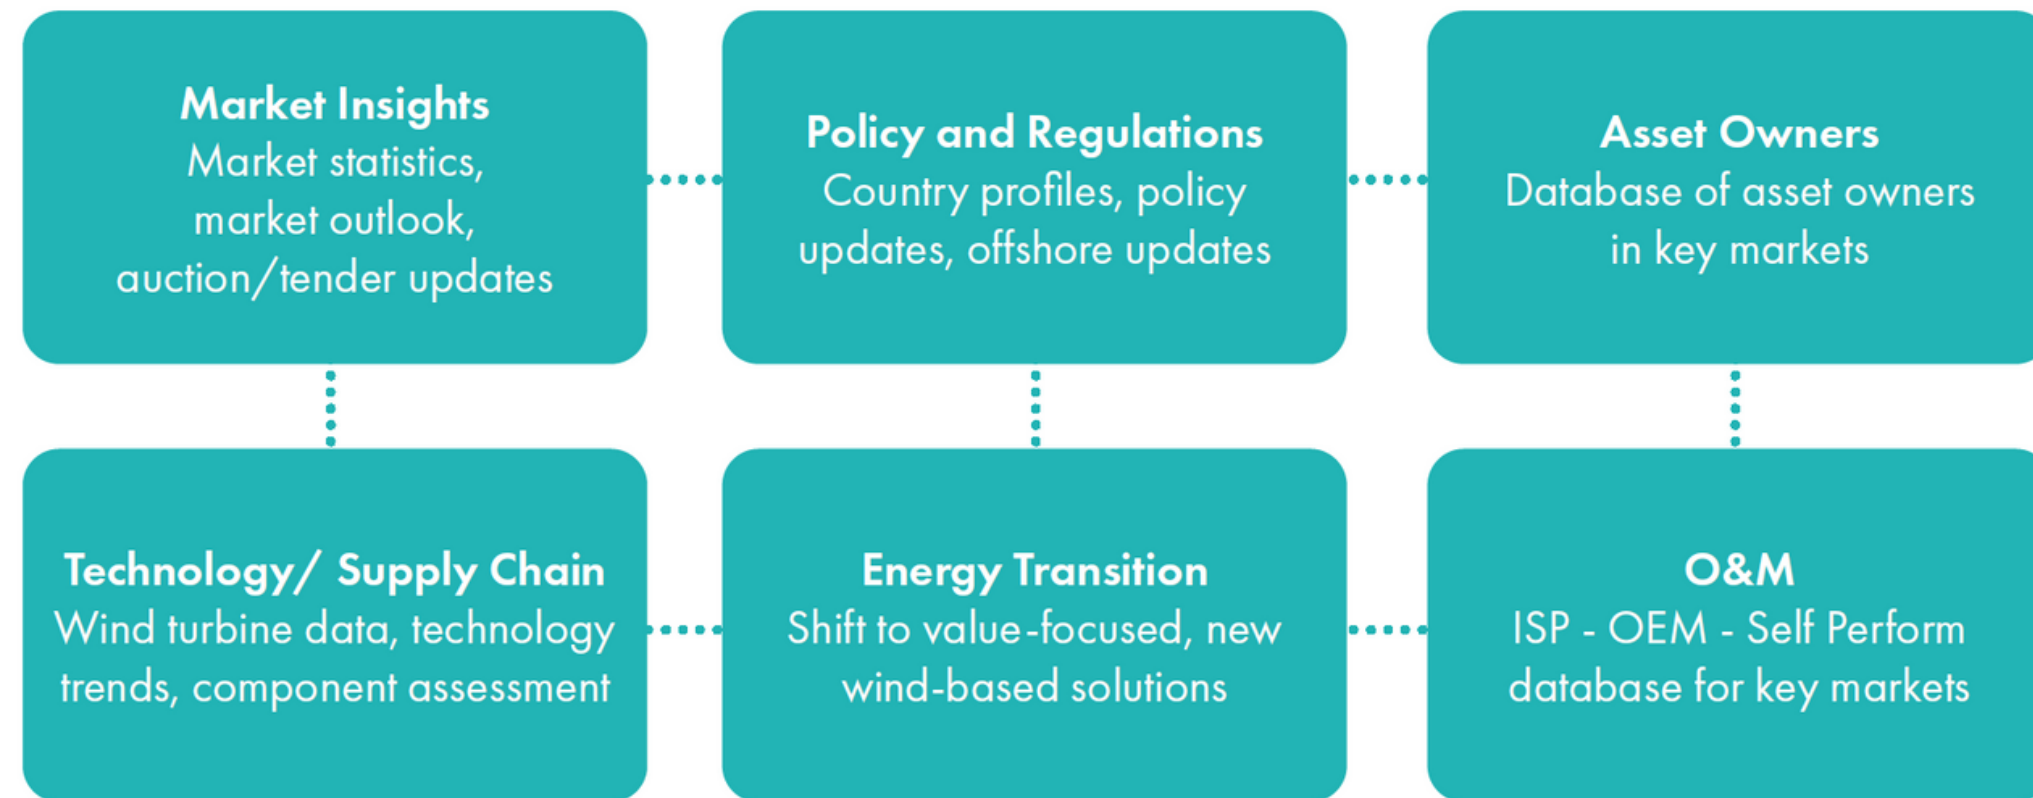 Market Insights
Market statistics,
market outlook,
auction/tender updates
Policy and Regulations
Country profiles, policy
updates, offshore updates
Asset Owners
Database of asset owners
in key markets
Technology/ Supply Chain
Wind turbine data, technology
trends, component assessment
Energy Transition
Shift to value-focused, new
wind-based solutions
O&M
ISP - OEM - Self Perform
database for key markets